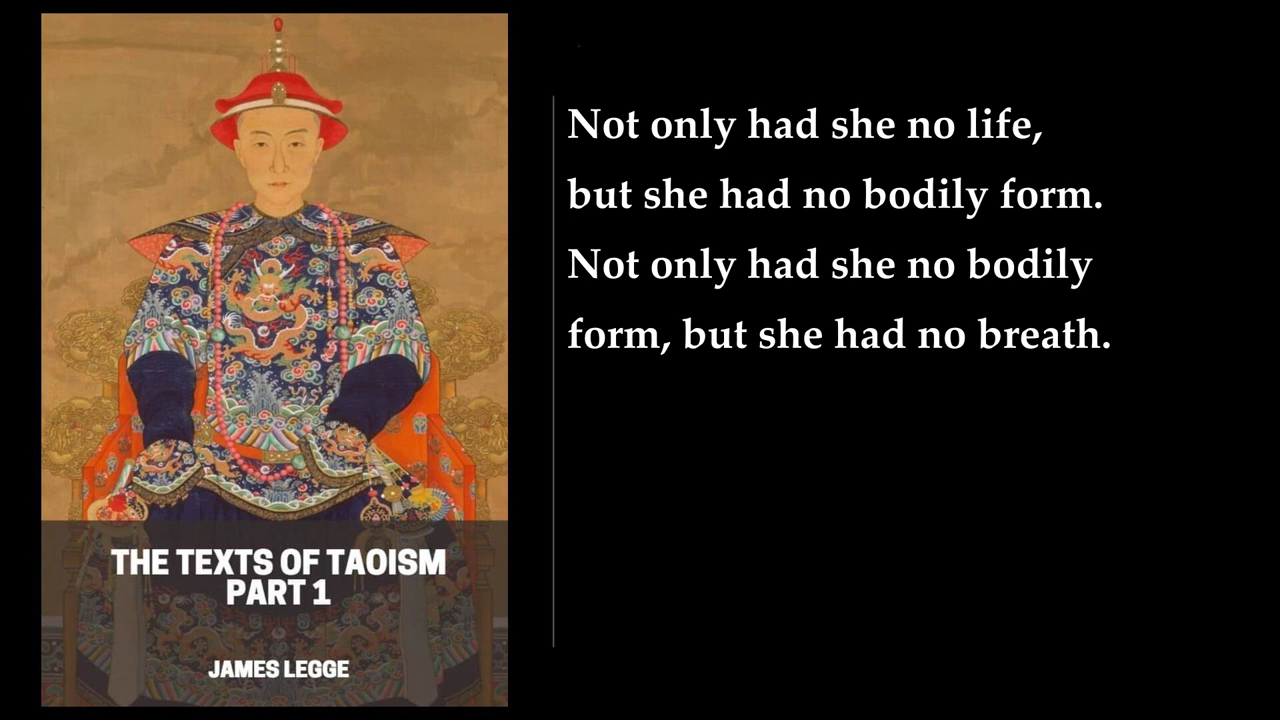 THE TEXTS OF TAOISM
PART 1
JAMES LEGGE
Not only had she no life,
but she had no bodily form.
Not only had she no bodily
form, but she had no breath.